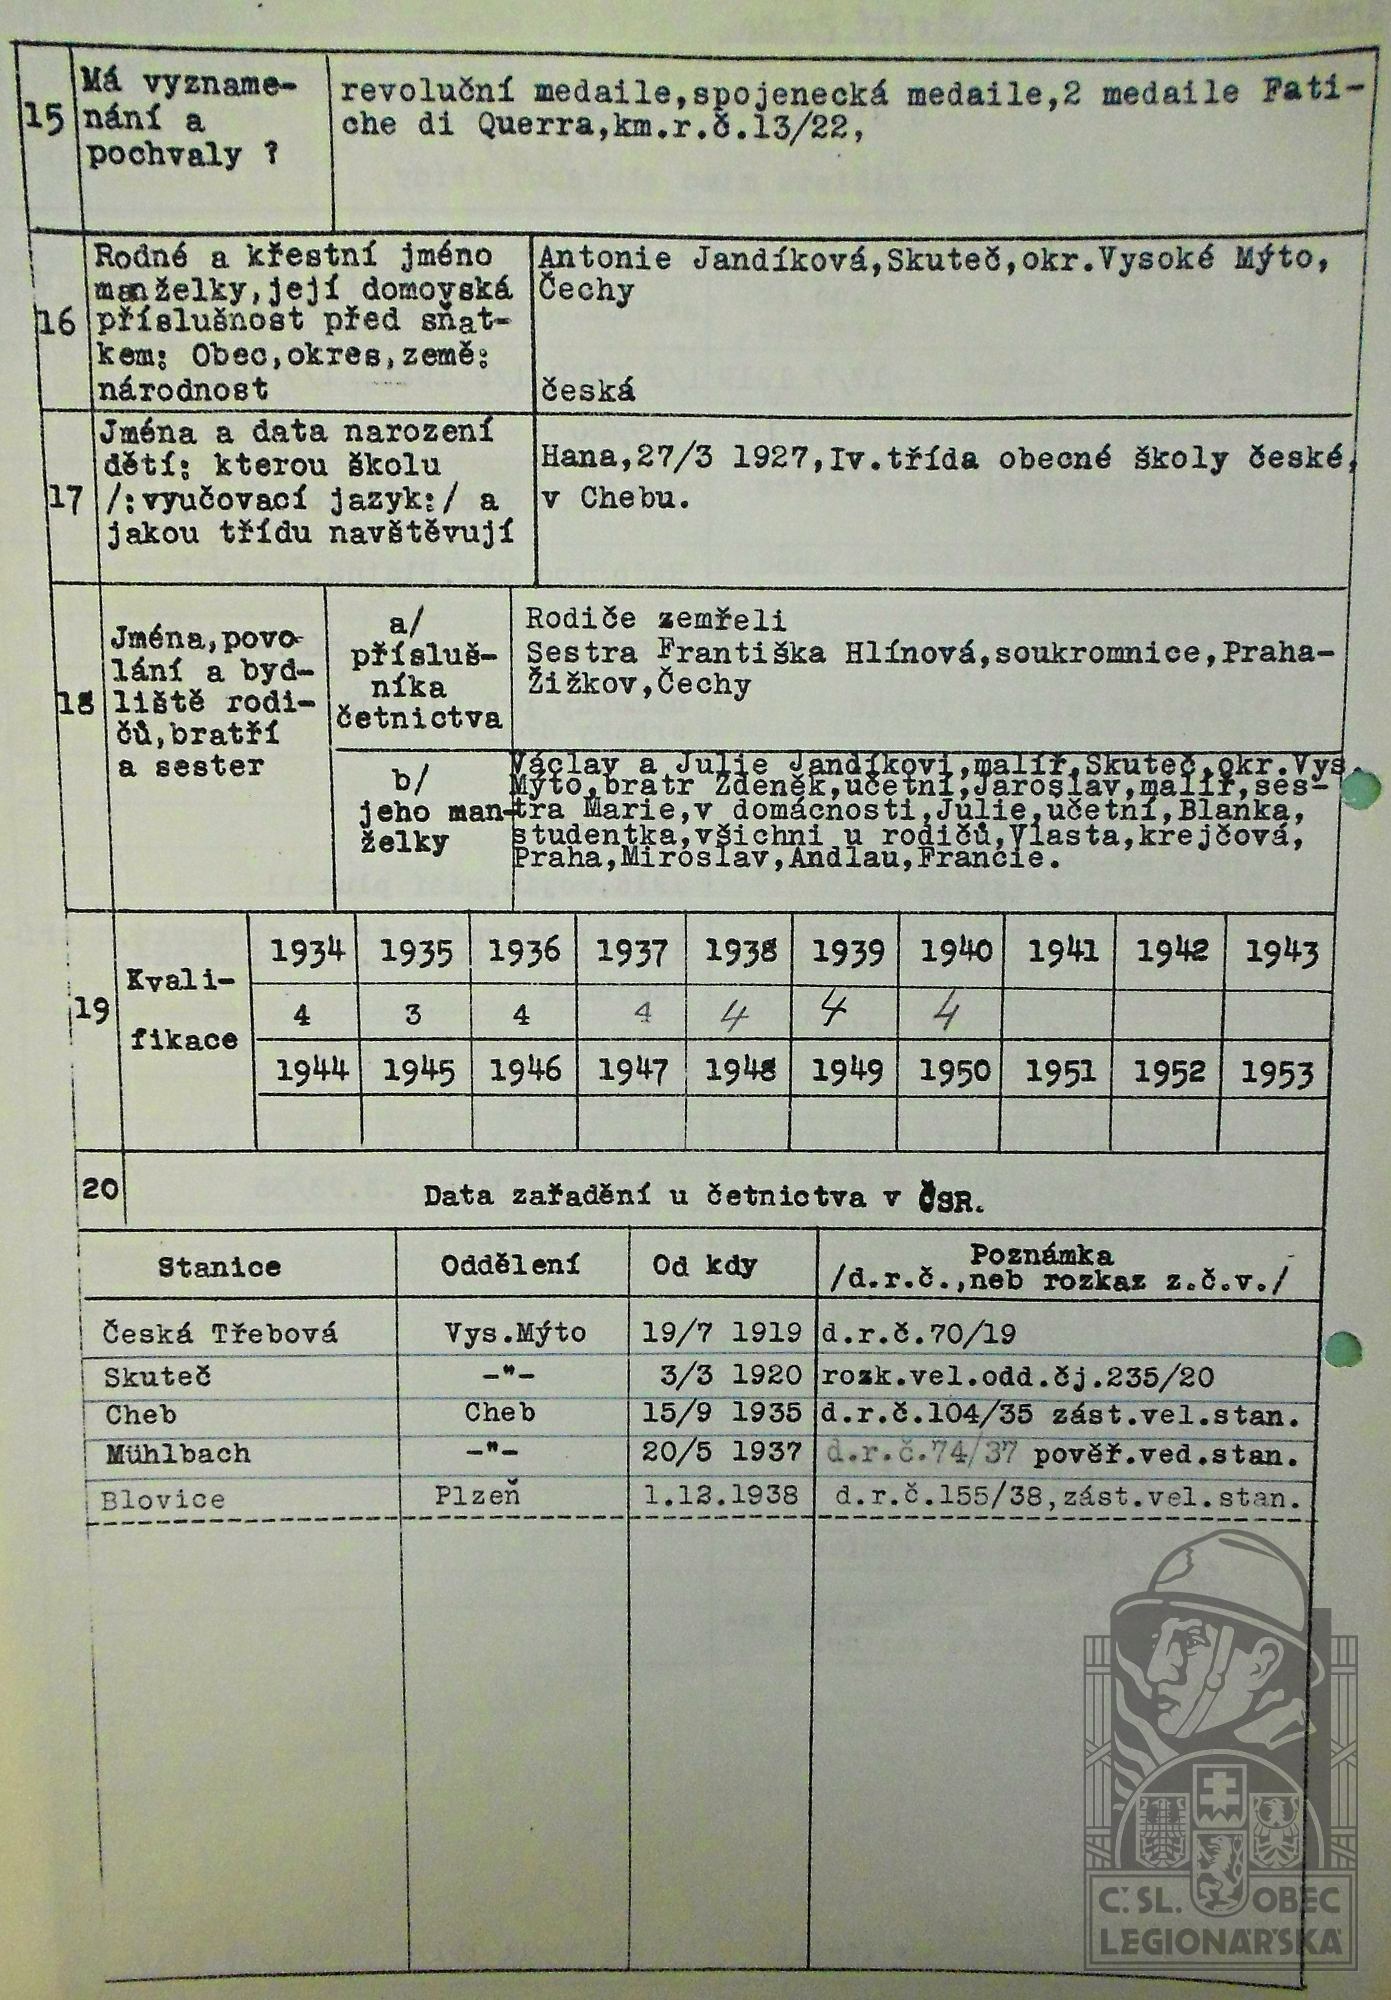 15
Má vyzname-
nání a
pochvaly ?
revoluční medaile,spojenecká medaile,2 medaile Fati-
che di Querra,km.r.č.13/22,
16
Rodné a křestní jméno
manželky,její domovská
příslušnost před sňat-
kem: Obec,okres,země:
národnost
Antonie Jandíková,Skuteč,okr.Vysoké Mýto,
Čechy
česká
17
Jména a data narození
dětí: kterou školu
/:vyučovací jazyk:/ a
jakou třídu navštěvují
Hana,27/3 1927,Iv.třída obecné školy české,
v Chebu.
18
Jména,povo-
lání a byd-
liště rodi-
čů,bratří
a sester
a/
přísluš-
níka
četnictva
Rodiče zemřeli
Sestra Františka Hlínová,soukromnice,Praha-
Žižkov,Čechy
b/
jeho man-
želky
Václav a Julie Jandíkovi,malíř,Skuteč,okr.Vys.
Mýto,bratr Zdeněk,učetní,Jaroslav,malíř,ses-
tra Marie,v domácnosti,Julie,učetní,Blanka,
studentka,všichni u rodičů,Vlasta,krejčová,
Praha,Miroslav,Andlau,Francie.
19
Kvali-
fikace
1934 1935 1936 1937 1938 1939 1940 1941 1942 1943
4 3 4 4 4 4 4
1944 1945 1946 1947 1948 1949 1950 1951 1952 1953
20
Data zařadění u četnictva v ČSR.
Stanice Oddělení Od kdy Poznámka
/d.r.č.,neb rozkaz z.č.v./
Česká Třebová Vys.Mýto 19/7 1919 d.r.č.70/19
Skuteč -"- 3/3 1920 rozk.vel.odd.čj.235/20
Cheb Cheb 15/9 1935 d.r.č.104/35 zást.vel.stan.
Mühlbach -"- 20/5 1937 d.r.č.74/37 pověř.ved.stan.
Blovice Plzeň 1.12.1938 d.r.č.155/38,zást.vel.stan.
Č.SL. OBEC
LEGIONÁŘSKÁ